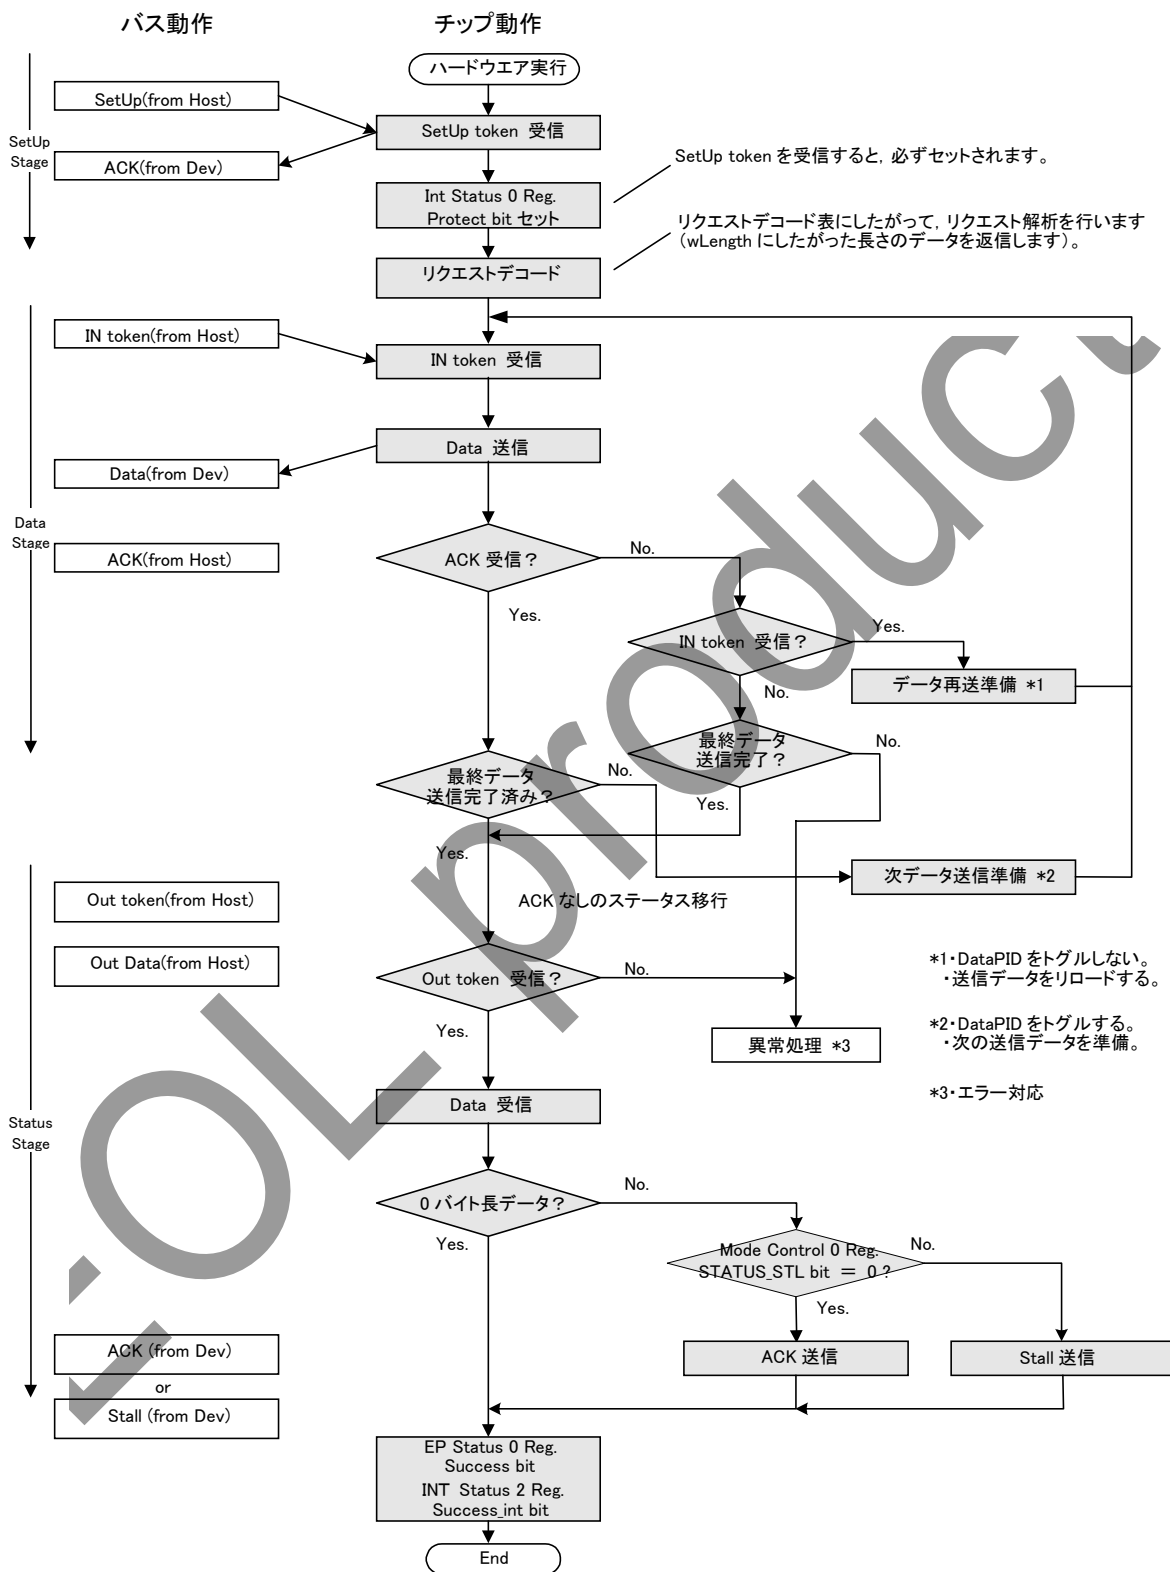 バス動作
チップ動作
ハードウエア実行
SetUp(from Host)
SetUp token 受信
SetUp
Stage
ACK(from Dev)
SetUp token を受信すると, 必ずセットされます。
Int Status 0 Reg.
Protect bit セット
リクエストデコード表にしたがって, リクエスト解析を行います
(wLength にしたがった長さのデータを返信します)。
リクエストデコード
IN token(from Host)
IN token 受信
Data 送信
Data(from Dev)
Data
Stage
ACK(from Host)
ACK 受信?
No.
Yes.
IN token 受信?
Yes.
データ再送準備 *1
No.
最終データ
送信完了?
No.
最終データ
送信完了済み?
No.
Yes.
Yes.
次データ送信準備 *2
Out token(from Host)
ACK なしのステータス移行
Out Data(from Host)
Out token 受信?
No.
*1・DataPID をトグルしない。
・送信データをリロードする。
Yes.
異常処理 *3
*2・DataPID をトグルする。
・次の送信データを準備。
Data 受信
*3・エラー対応
Status
Stage
0 バイト長データ?
No.
Yes.
Mode Control 0 Reg.
STATUS_STL bit = 0 ?
No.
Yes.
ACK (from Dev)
ACK 送信
Stall 送信
or
Stall (from Dev)
EP Status 0 Reg.
Success bit
INT Status 2 Reg.
Success_int bit
End
EOL product